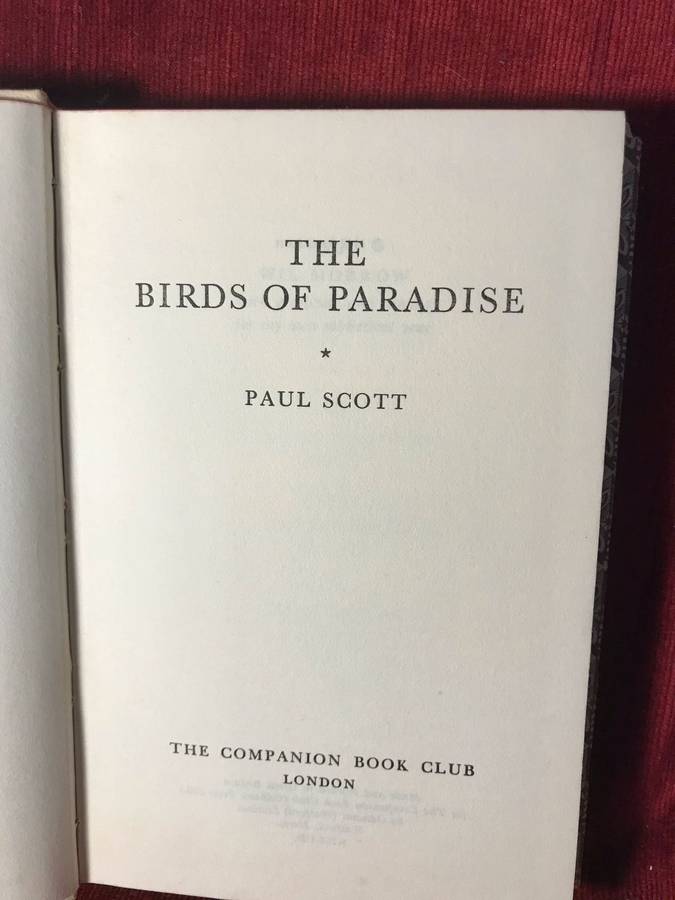 THE
BIRDS OF PARADISE
*
PAUL SCOTT
THE COMPANION BOOK CLUB
LONDON